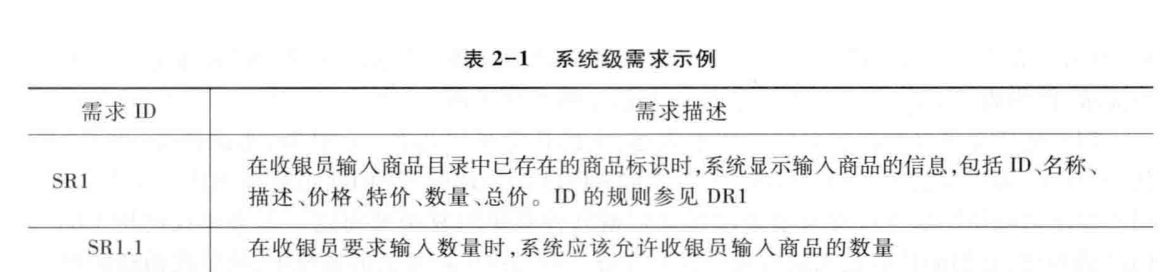 表 2-1 系统级需求示例
需求 ID 需求描述
SR1 在收银员输入商品目录中已存在的商品标识时,系统显示输入商品的信息,包括 ID、名称、
描述、价格、特价、数量、总价。ID 的规则参见 DR1
SR1.1 在收银员要求输入数量时,系统应该允许收银员输入商品的数量